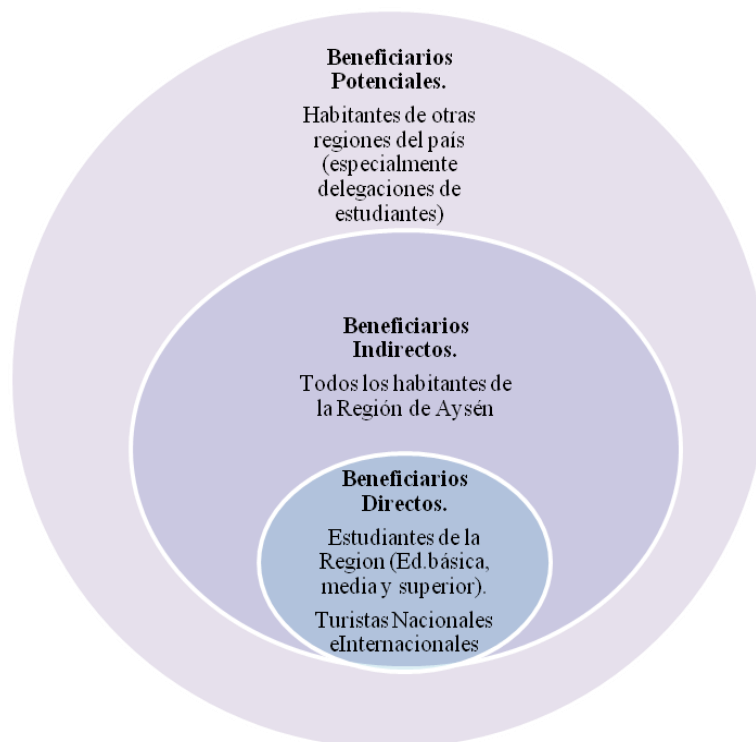 Beneficiarios
Potenciales.
Habitantes de otras
regiones del país
(especialmente
delegaciones de
estudiantes)
Beneficiarios
Indirectos.
Todos los habitantes de
la Región de Aysén
Beneficiarios
Directos.
Estudiantes de la
Region (Ed.básica,
media y superior).
Turistas Nacionales
eInternacionales